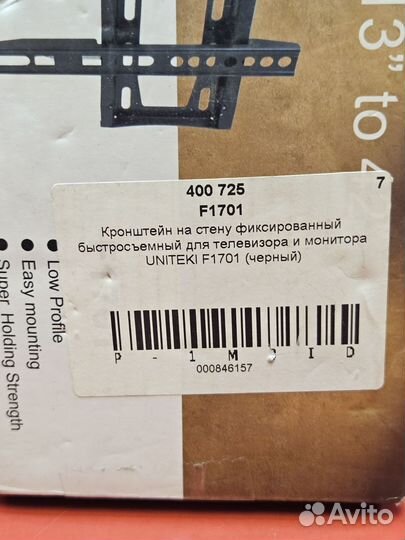 13" to 4
400 725
7
F1701
Кронштейн на стену фиксированный
быстросъемный для телевизора и монитора
UNITEKI F1701 (черный)
P-1M9ID
000846157
Low Profile
Easy mounting
Super Holding Strength
Avito